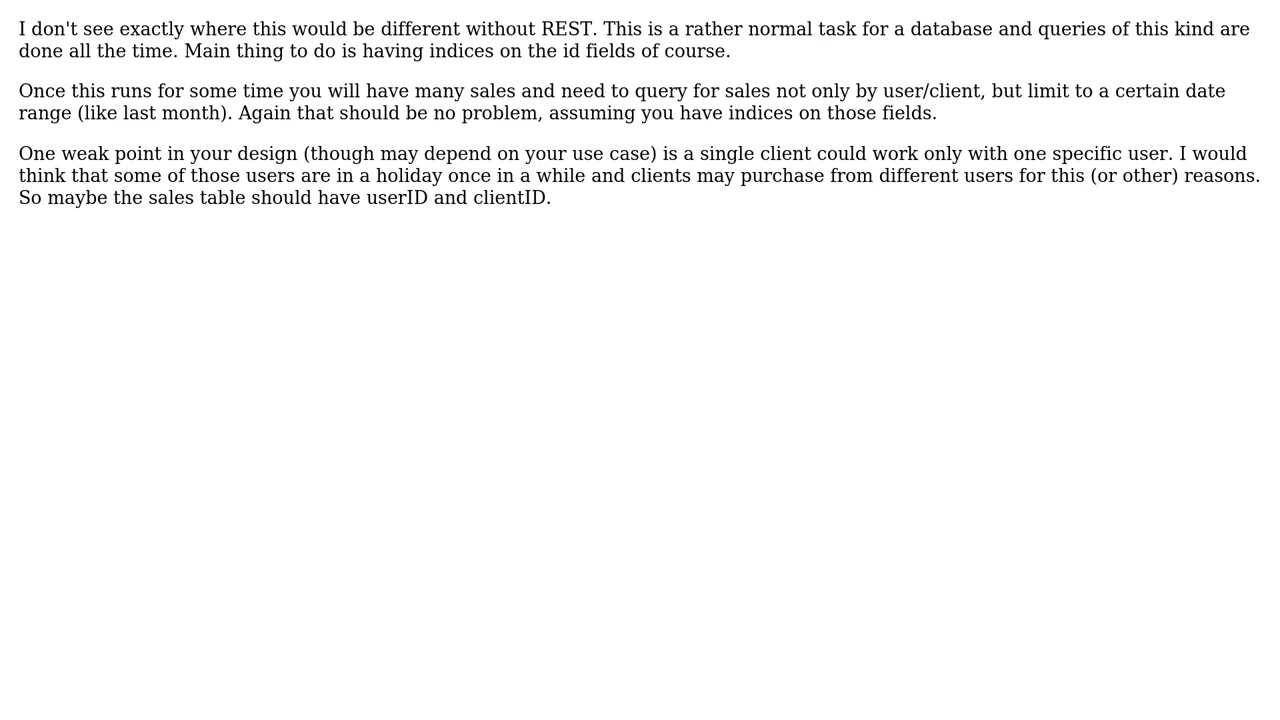 I don't see exactly where this would be different without REST. This is a rather normal task for a database and queries of this kind are
done all the time. Main thing to do is having indices on the id fields of course.
Once this runs for some time you will have many sales and need to query for sales not only by user/client, but limit to a certain date
range (like last month). Again that should be no problem, assuming you have indices on those fields.
One weak point in your design (though may depend on your use case) is a single client could work only with one specific user. I would
think that some of those users are in a holiday once in a while and clients may purchase from different users for this (or other) reasons.
So maybe the sales table should have userID and clientID.